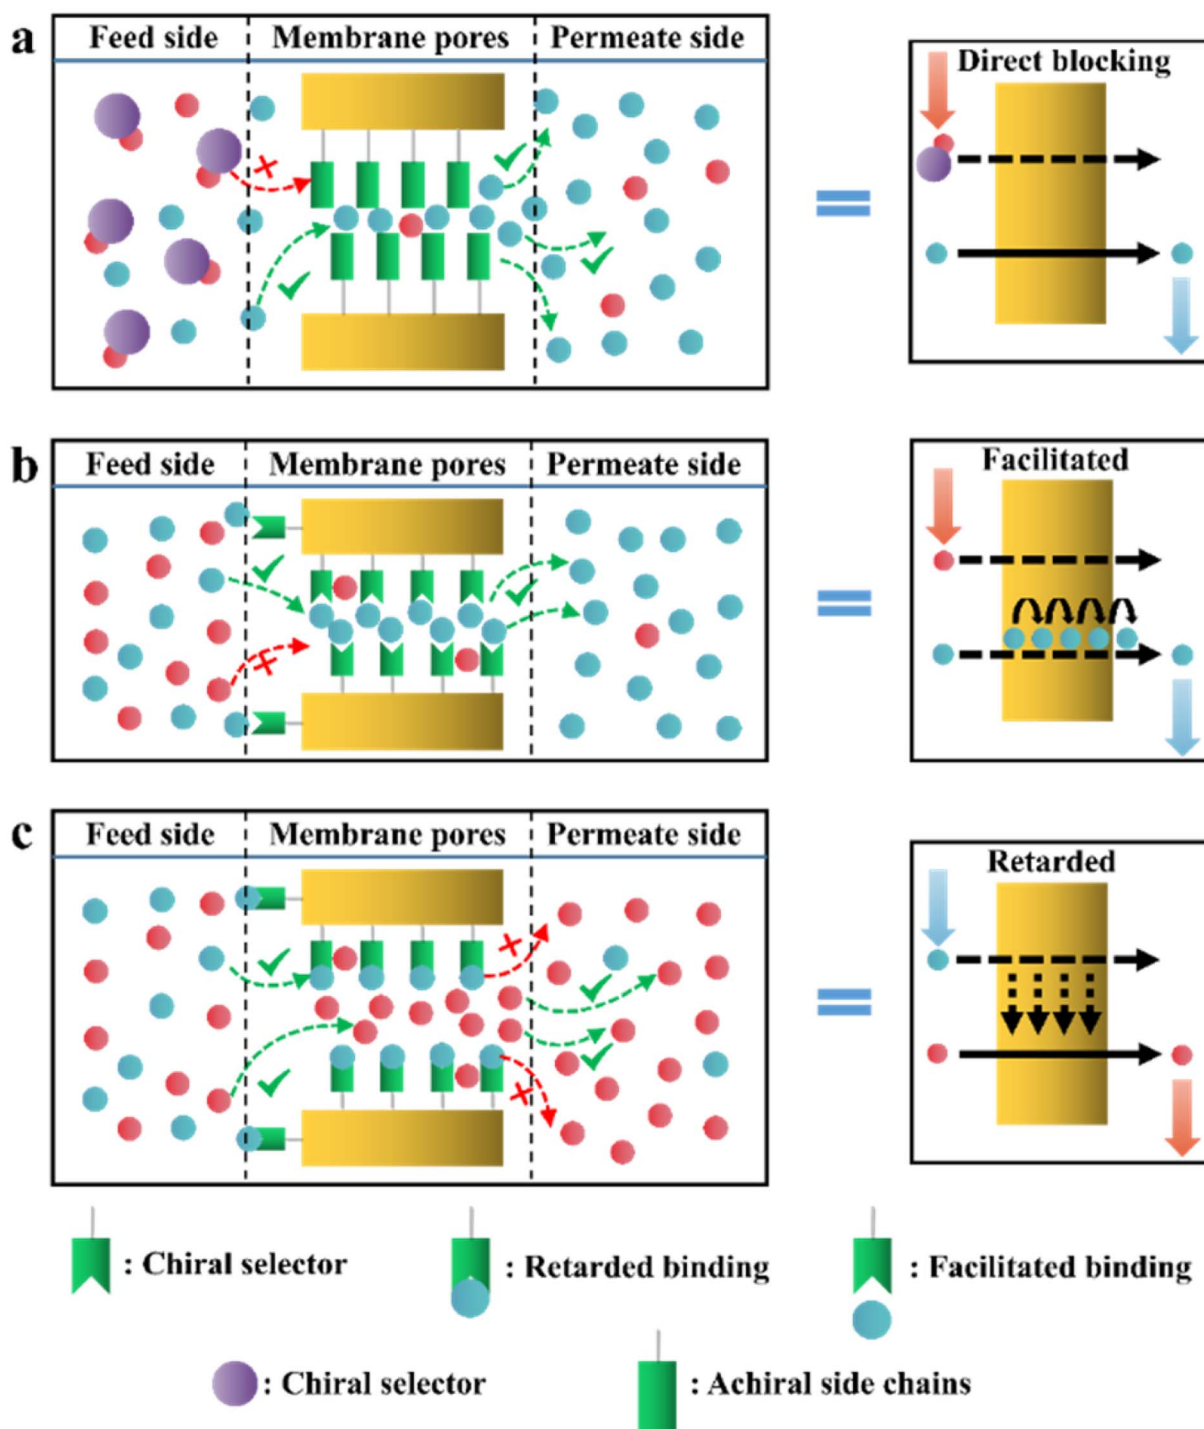 a
Feed side
Membrane pores
Permeate side
Direct blocking
b
Feed side
Membrane pores
Permeate side
Facilitated
c
Feed side
Membrane pores
Permeate side
Retarded
: Chiral selector
: Retarded binding
: Facilitated binding
: Chiral selector
: Achiral side chains